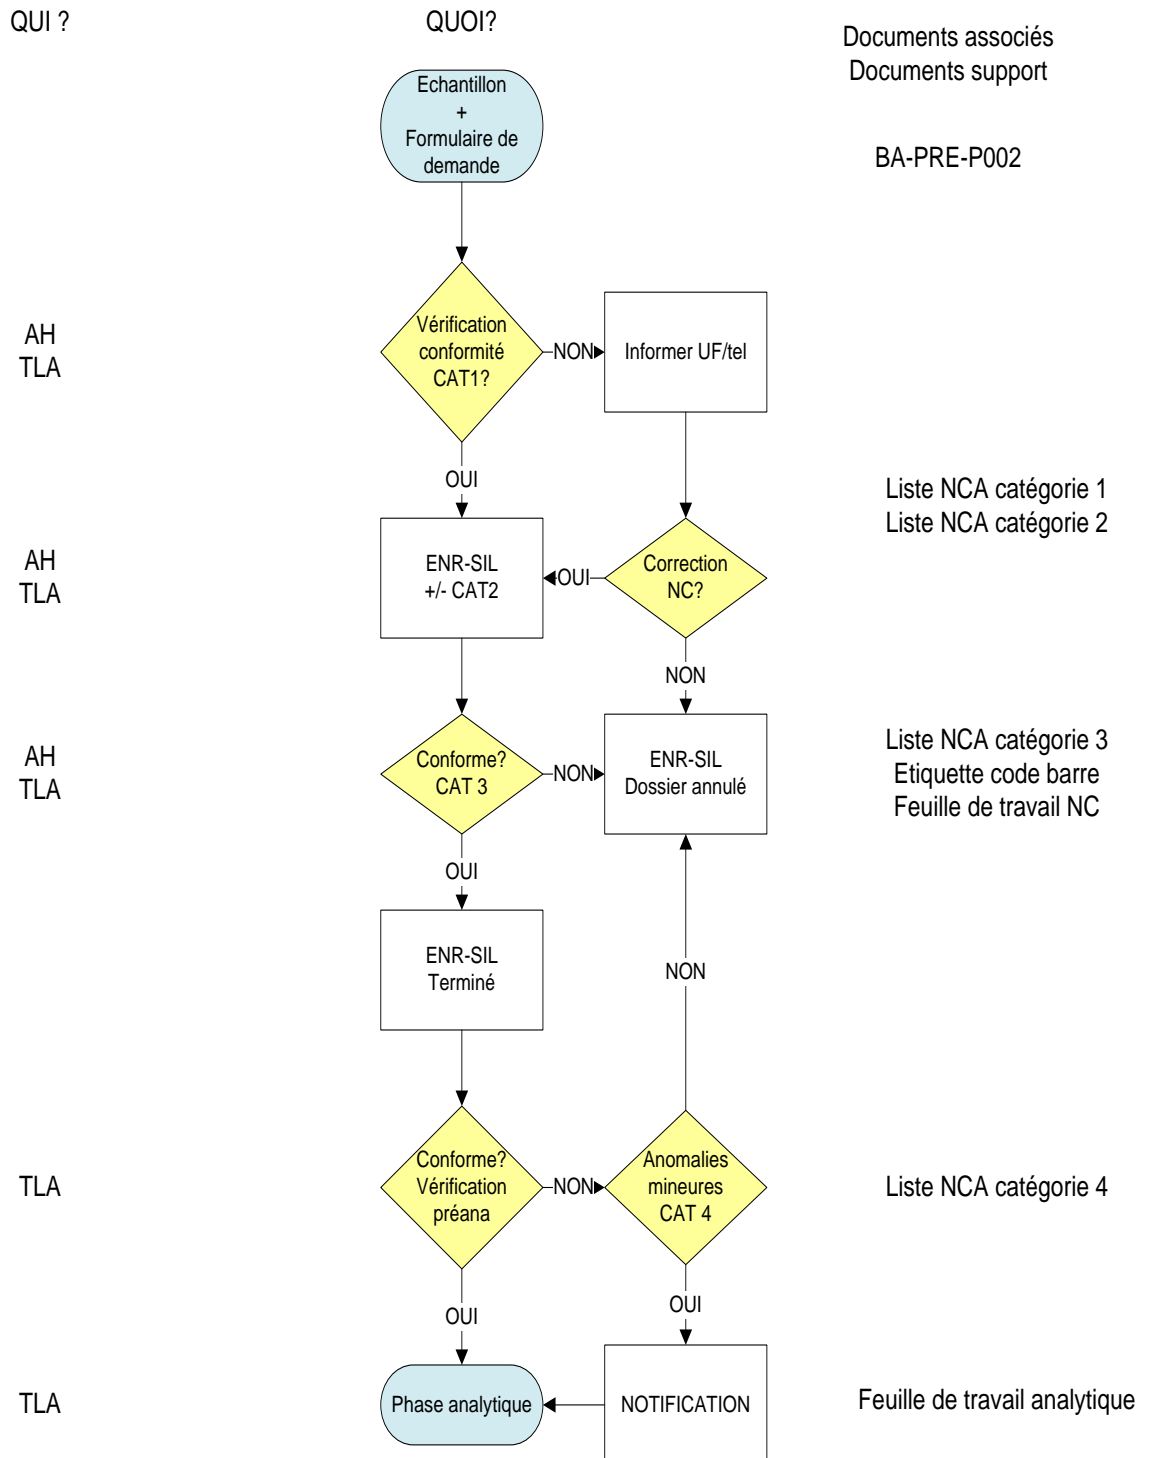 QUI ?
QUOI?
Documents associés
Documents support
Echantillon
+
Formulaire de
demande
BA-PRE-P002
AH
TLA
Vérification
conformité
CAT1?
NON
Informer UF/tel
OUI
Liste NCA catégorie 1
Liste NCA catégorie 2
AH
TLA
ENR-SIL
+/- CAT2
OUI
Correction
NC?
NON
AH
TLA
Conforme?
CAT 3
NON
ENR-SIL
Dossier annulé
Liste NCA catégorie 3
Etiquette code barre
Feuille de travail NC
OUI
ENR-SIL
Terminé
NON
TLA
Conforme?
Vérification
préana
NON
Anomalies
mineures
CAT 4
Liste NCA catégorie 4
OUI
OUI
TLA
Phase analytique
NOTIFICATION
Feuille de travail analytique